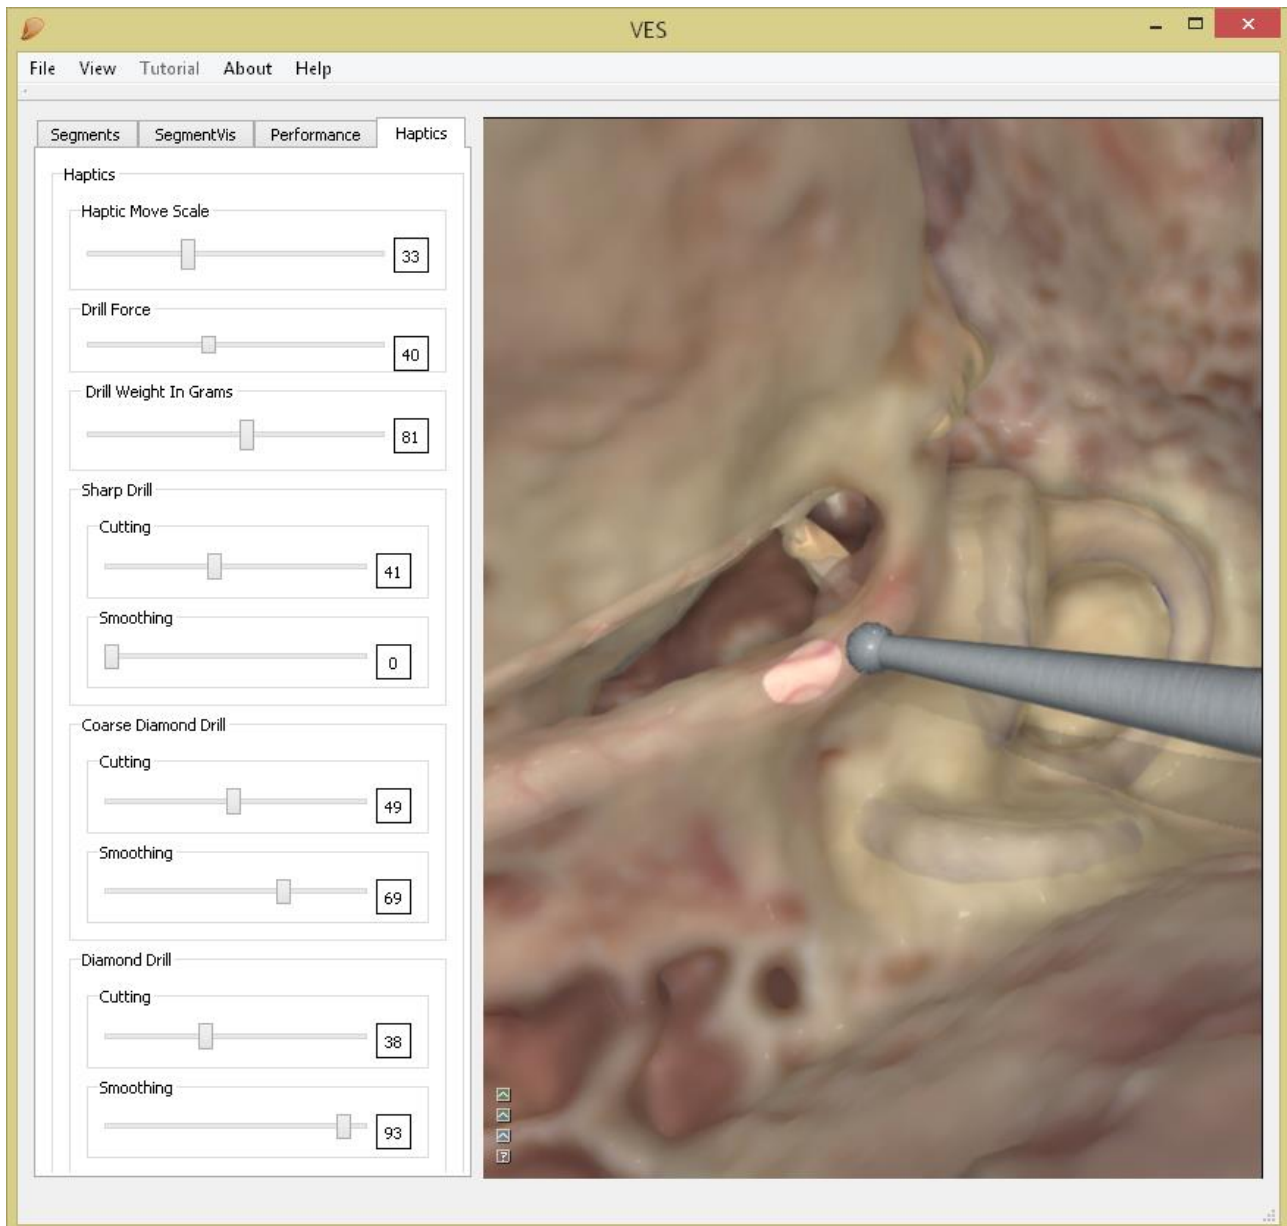 VES
File View Tutorial About Help
Segments SegmentVis Performance Haptics
Haptics
Haptic Move Scale
33
Drill Force
40
Drill Weight In Grams
81
Sharp Drill
Cutting
41
Smoothing
0
Coarse Diamond Drill
Cutting
49
Smoothing
69
Diamond Drill
Cutting
38
Smoothing
93
?